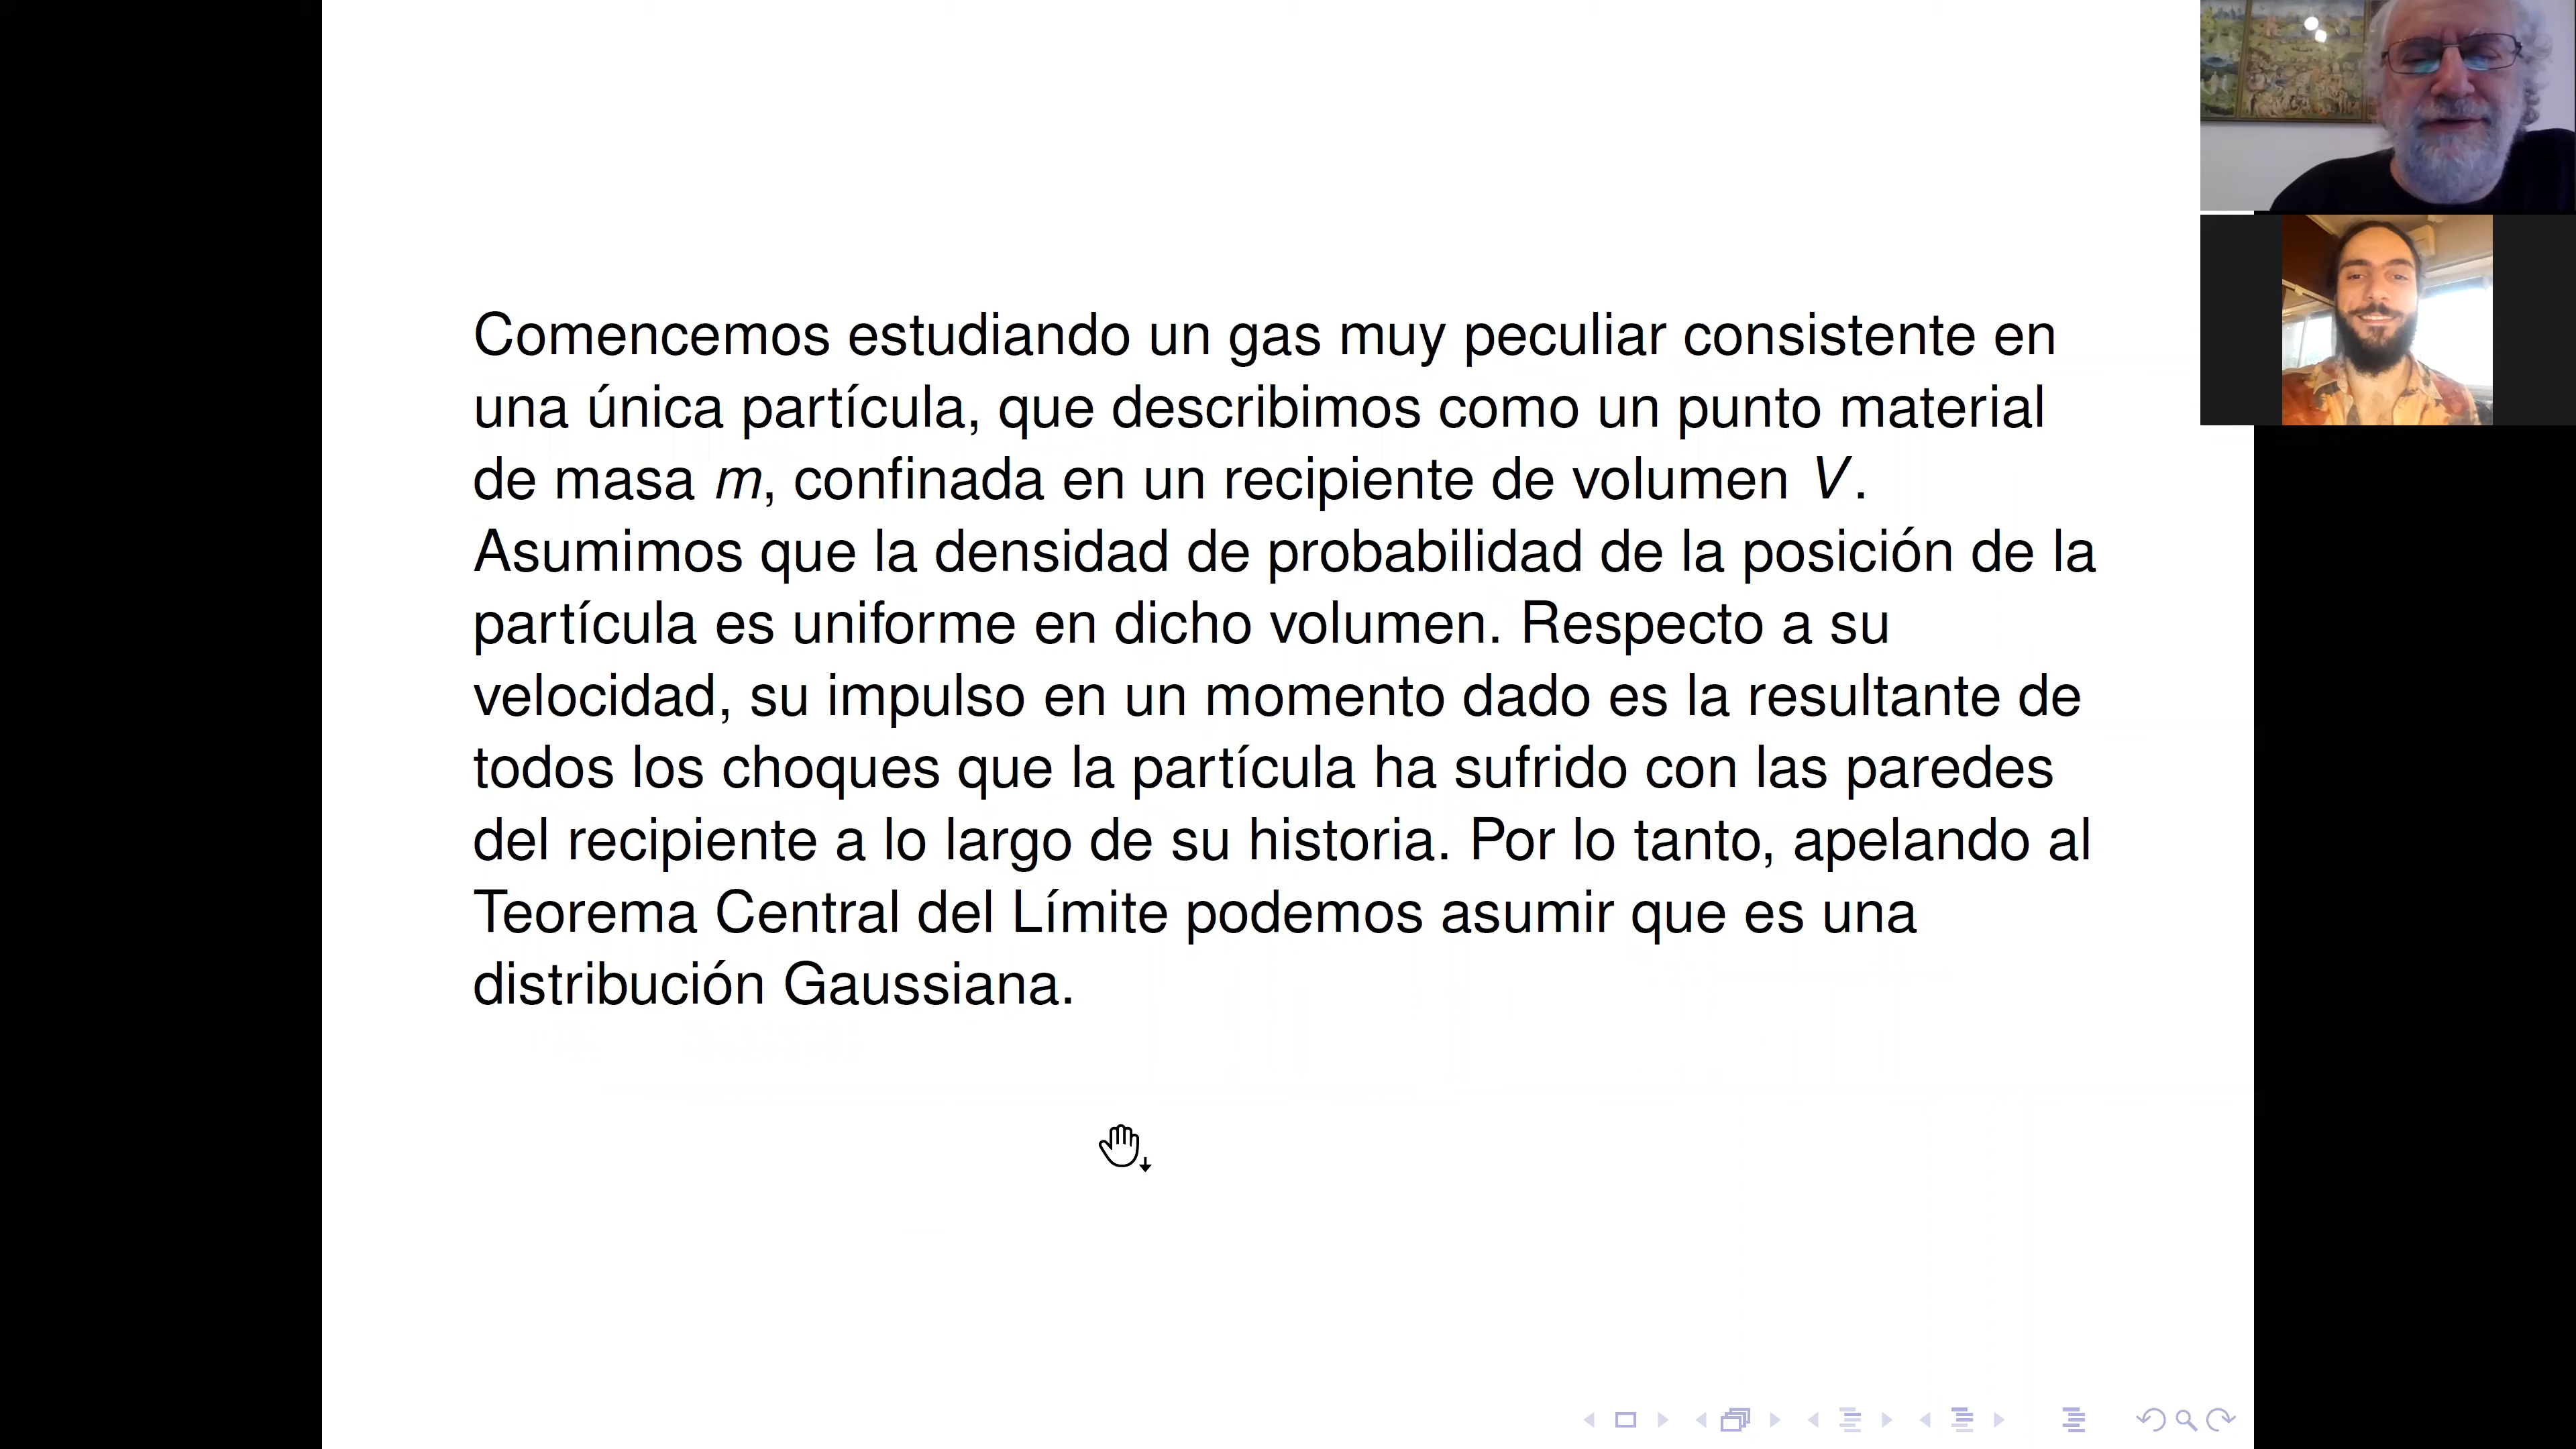 Comencemos estudiando un gas muy peculiar consistente en
una única partícula, que describimos como un punto material
de masa m, confinada en un recipiente de volumen V.
Asumimos que la densidad de probabilidad de la posición de la
partícula es uniforme en dicho volumen. Respecto a su
velocidad, su impulso en un momento dado es la resultante de
todos los choques que la partícula ha sufrido con las paredes
del recipiente a lo largo de su historia. Por lo tanto, apelando al
Teorema Central del Límite podemos asumir que es una
distribución Gaussiana.